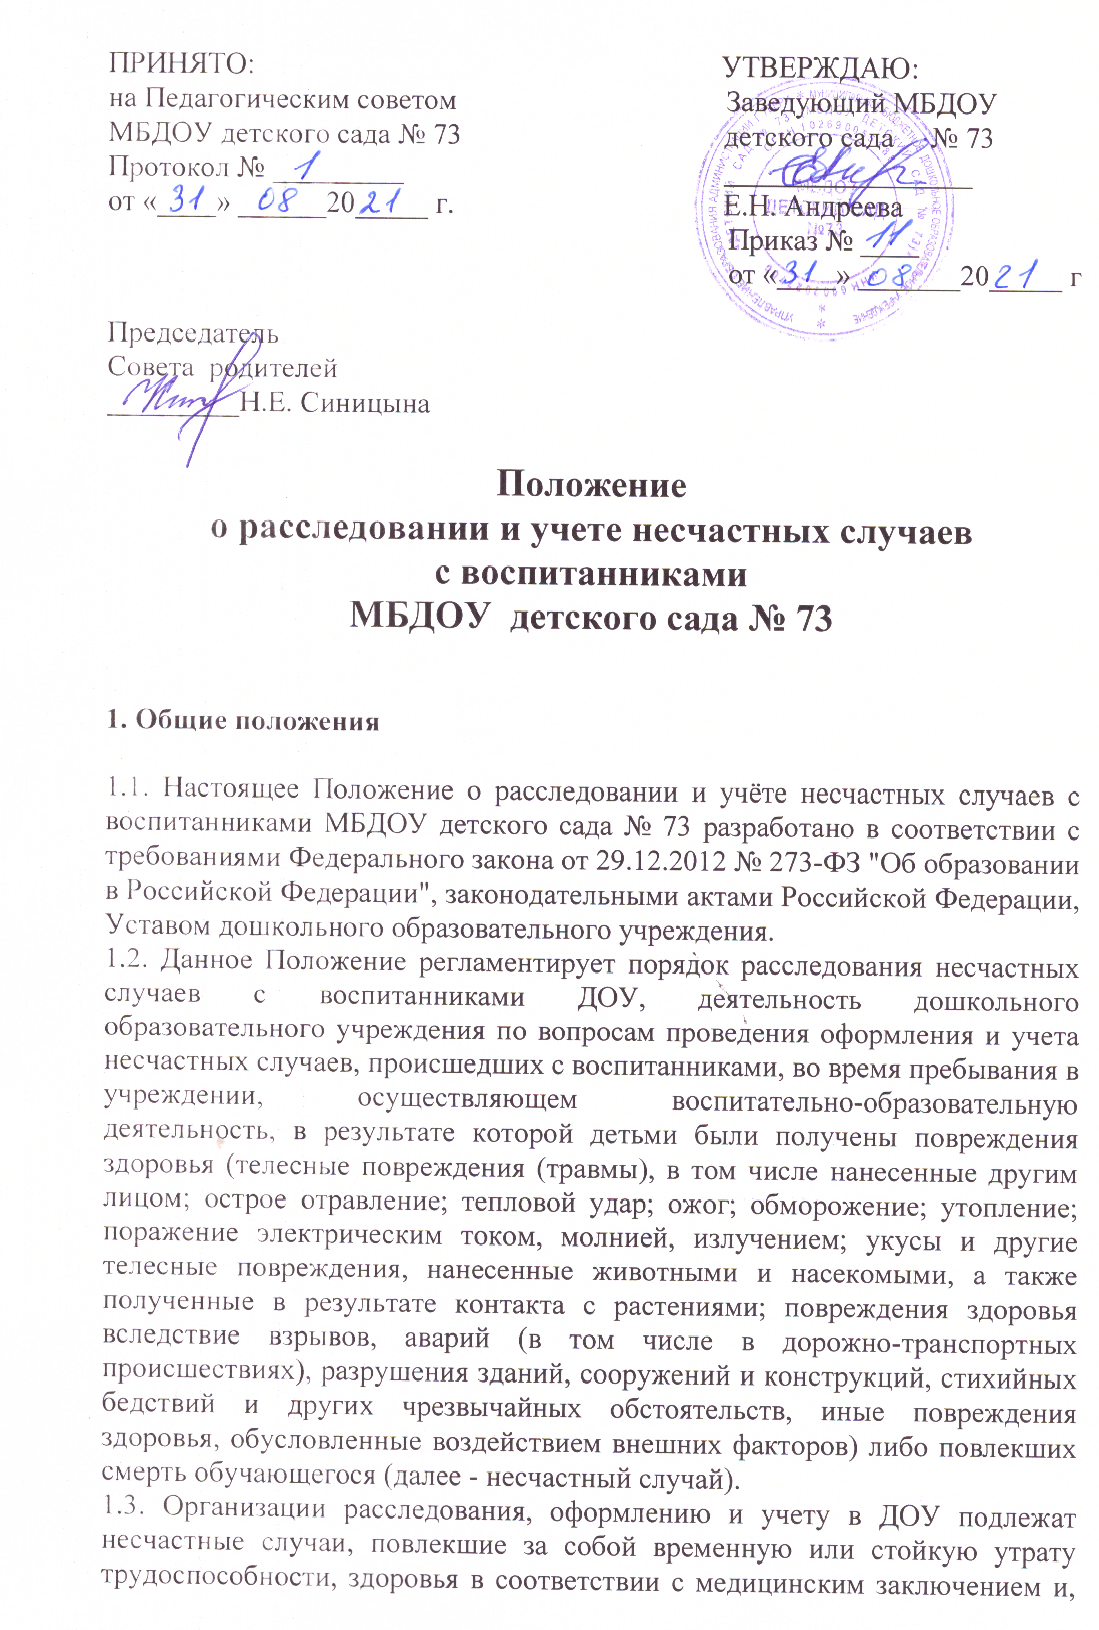 ПРИНЯТО:
на Педагогическим советом
МБДОУ детского сада № 73
Протокол № 1
от «31» 08 2021 г.
УТВЕРЖДАЮ:
Заведующий МБДОУ
детского сада № 73
Е.Н. Андреева
Приказ № 11
от «31» 08 2021 г
Председатель
Совета родителей
Н.Е. Синицына
Положение
о расследовании и учете несчастных случаев
с воспитанниками
МБДОУ детского сада № 73
1. Общие положения
1.1. Настоящее Положение о расследовании и учёте несчастных случаев с
воспитанниками МБДОУ детского сада № 73 разработано в соответствии с
требованиями Федерального закона от 29.12.2012 № 273-ФЗ "Об образовании
в Российской Федерации", законодательными актами Российской Федерации,
Уставом дошкольного образовательного учреждения.
1.2. Данное Положение регламентирует порядок расследования несчастных
случаев с воспитанниками ДОУ, деятельность дошкольного
образовательного учреждения по вопросам проведения оформления и учета
несчастных случаев, происшедших с воспитанниками, во время пребывания в
учреждении, осуществляющем воспитательно-образовательную
деятельность, в результате которой детьми были получены повреждения
здоровья (телесные повреждения (травмы), в том числе нанесенные другим
лицом; острое отравление; тепловой удар; ожог; обморожение; утопление;
поражение электрическим током, молнией, излучением; укусы и другие
телесные повреждения, нанесенные животными и насекомыми, а также
полученные в результате контакта с растениями; повреждения здоровья
вследствие взрывов, аварий (в том числе в дорожно-транспортных
происшествиях), разрушения зданий, сооружений и конструкций, стихийных
бедствий и других чрезвычайных обстоятельств, иные повреждения
здоровья, обусловленные воздействием внешних факторов) либо повлекших
смерть обучающегося (далее - несчастный случай).
1.3. Организации расследования, оформлению и учету в ДОУ подлежат
несчастные случаи, повлекшие за собой временную или стойкую утрату
трудоспособности, здоровья в соответствии с медицинским заключением и,